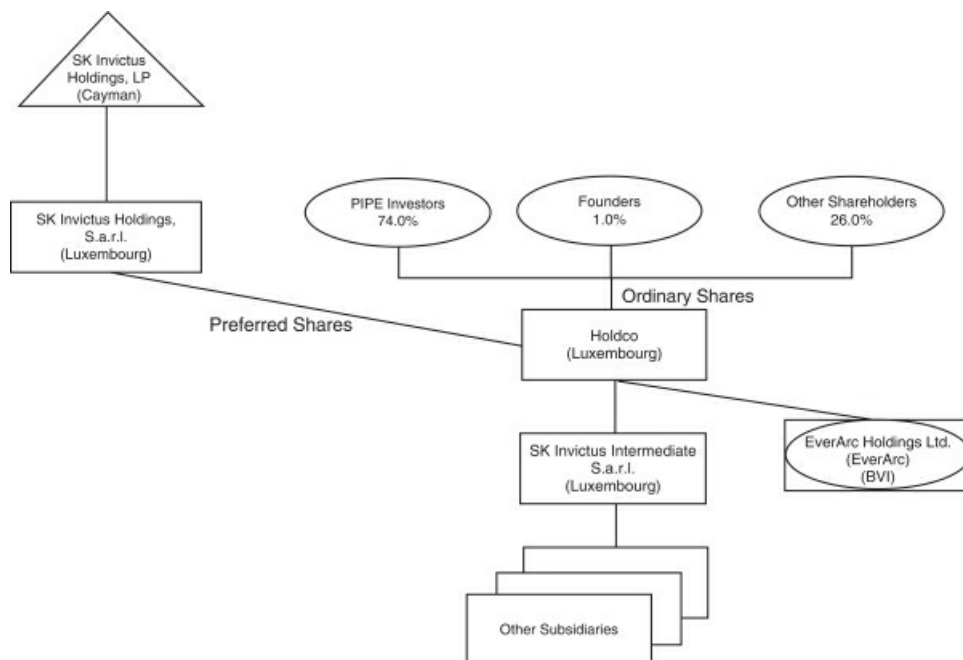 SK Invictus
Holdings, LP
(Cayman)
SK Invictus Holdings,
S.a.r.l.
(Luxembourg)
PIPE Investors
74.0%
Founders
1.0%
Other Shareholders
26.0%
Ordinary Shares
Preferred Shares
Holdco
(Luxembourg)
SK Invictus Intermediate
S.a.r.l.
(Luxembourg)
EverArc Holdings Ltd.
(EverArc)
(BVI)
Other Subsidiaries